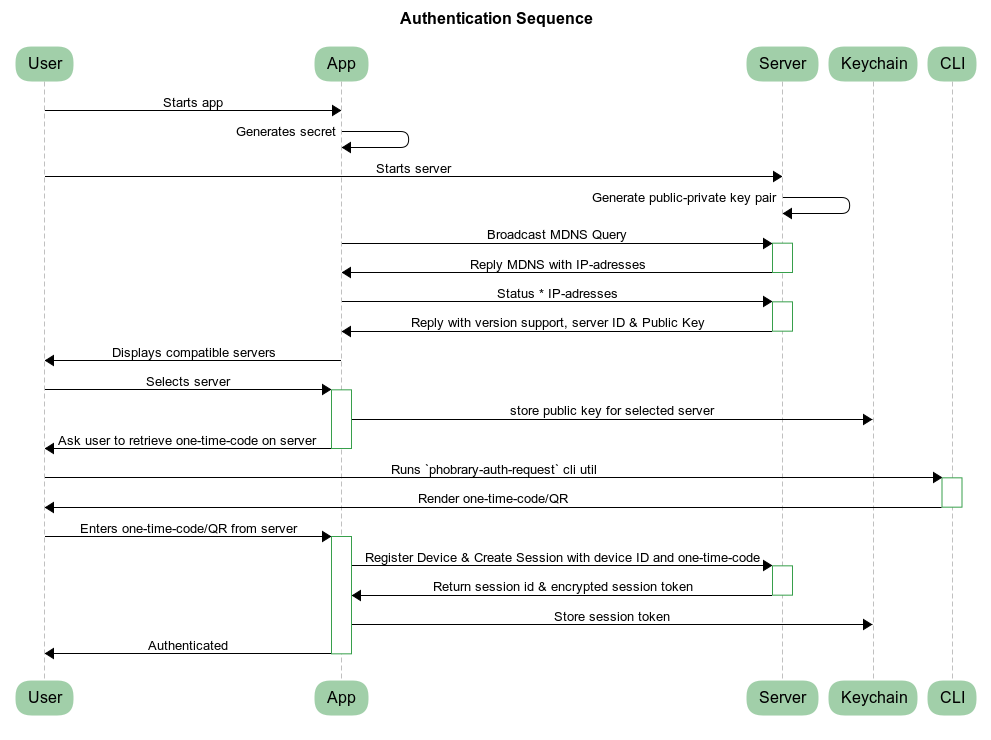 Authentication Sequence
User App Server Keychain CLI
Starts app
Generates secret
Starts server
Generate public-private key pair
Broadcast MDNS Query
Reply MDNS with IP-adresses
Status * IP-adresses
Reply with version support, server ID & Public Key
Displays compatible servers
Selects server
store public key for selected server
Ask user to retrieve one-time-code on server
Runs `phobrary-auth-request` cli util
Render one-time-code/QR
Enters one-time-code/QR from server
Register Device & Create Session with device ID and one-time-code
Return session id & encrypted session token
Store session token
Authenticated
User App Server Keychain CLI